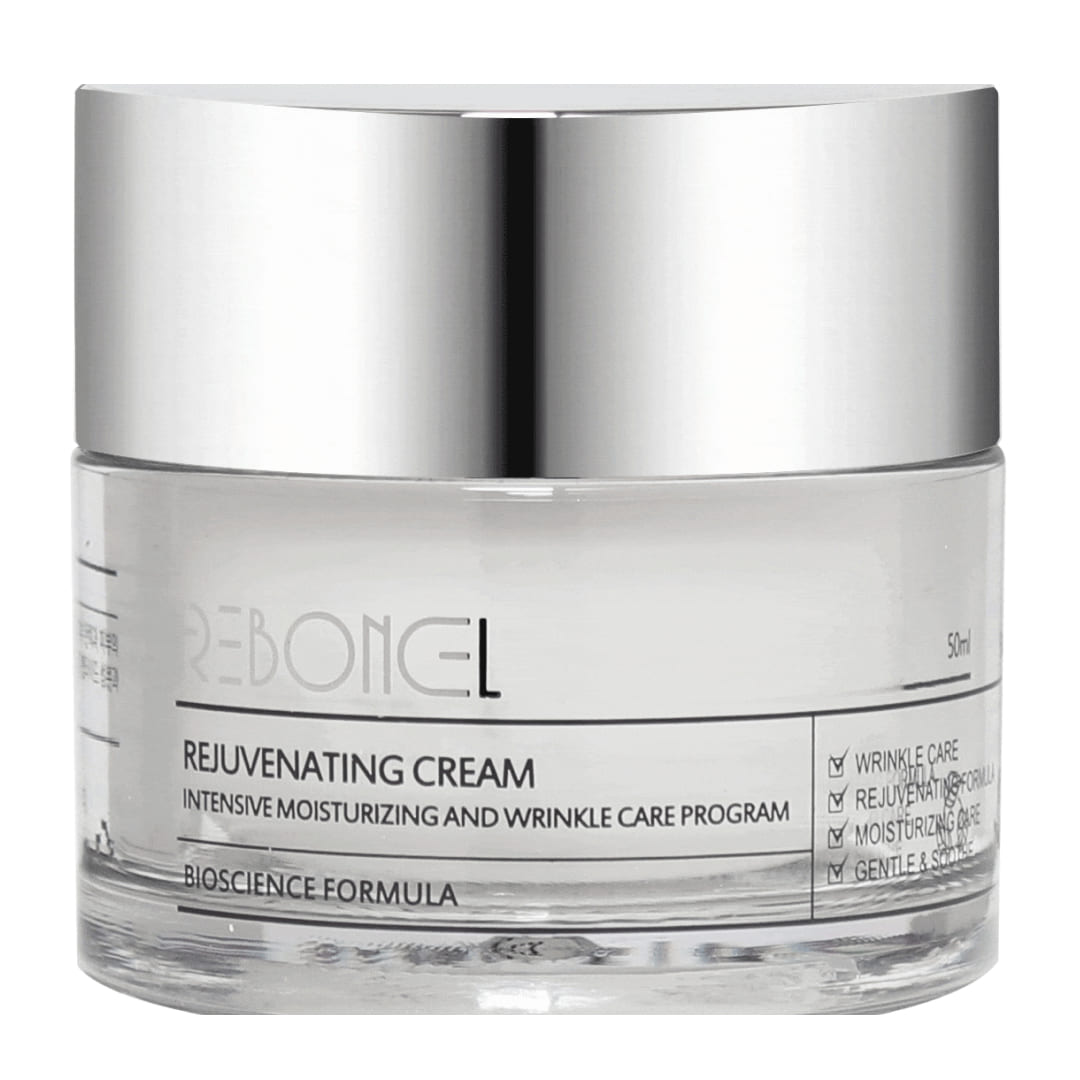 REBONCEL
50ml
REJUVENATING CREAM
INTENSIVE MOISTURIZING AND WRINKLE CARE PROGRAM
BIOSCIENCE FORMULA
WRINKLE CARE
REJUVENATING FORMULA
MOISTURIZING CARE
GENTLE & SOOTHE